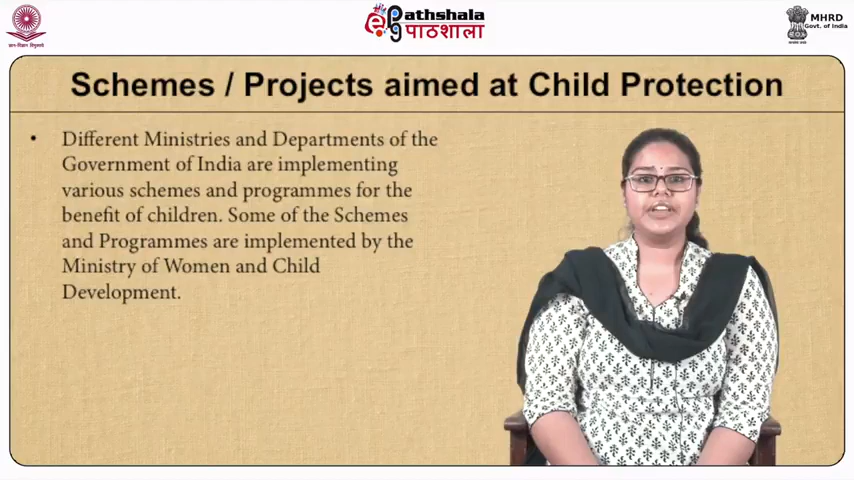 ePathshala
पाठशाला
MHRD
Govt. of India
Schemes / Projects aimed at Child Protection
• Different Ministries and Departments of the
Government of India are implementing
various schemes and programmes for the
benefit of children. Some of the Schemes
and Programmes are implemented by the
Ministry of Women and Child
Development.